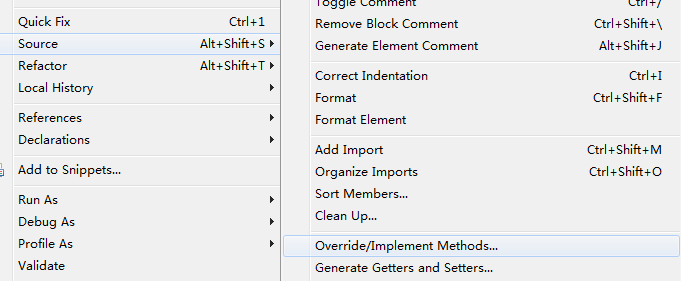 Quick Fix Ctrl+1
Source Alt+Shift+S
Refactor Alt+Shift+T
Local History
References
Declarations
Add to Snippets...
Run As
Debug As
Profile As
Validate
Toggle Comment Ctrl+/
Remove Block Comment Ctrl+Shift+\
Generate Element Comment Alt+Shift+J
Correct Indentation Ctrl+I
Format Ctrl+Shift+F
Format Element
Add Import Ctrl+Shift+M
Organize Imports Ctrl+Shift+O
Sort Members...
Clean Up...
Override/Implement Methods...
Generate Getters and Setters...